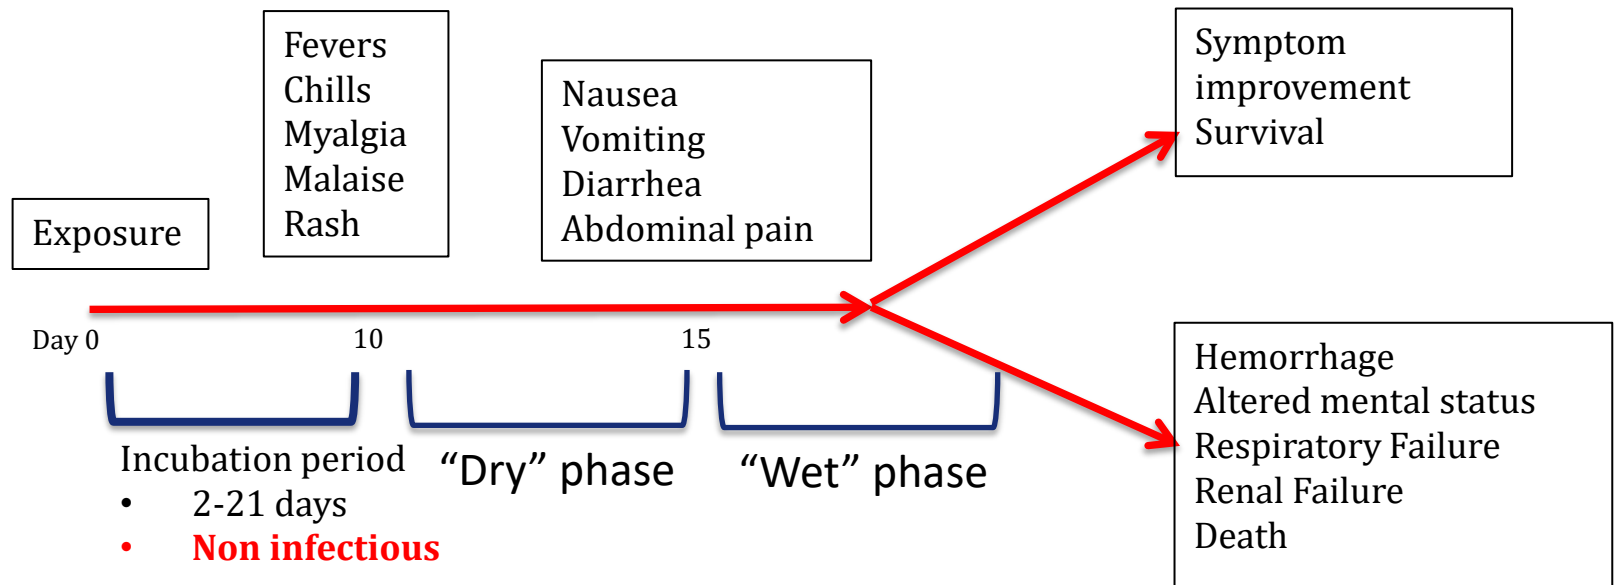 Exposure
Fevers
Chills
Myalgia
Malaise
Rash
Nausea
Vomiting
Diarrhea
Abdominal pain
Symptom
improvement
Survival
Day 0
10
15
Incubation period
• 2-21 days
• Non infectious
“Dry” phase
“Wet” phase
Hemorrhage
Altered mental status
Respiratory Failure
Renal Failure
Death